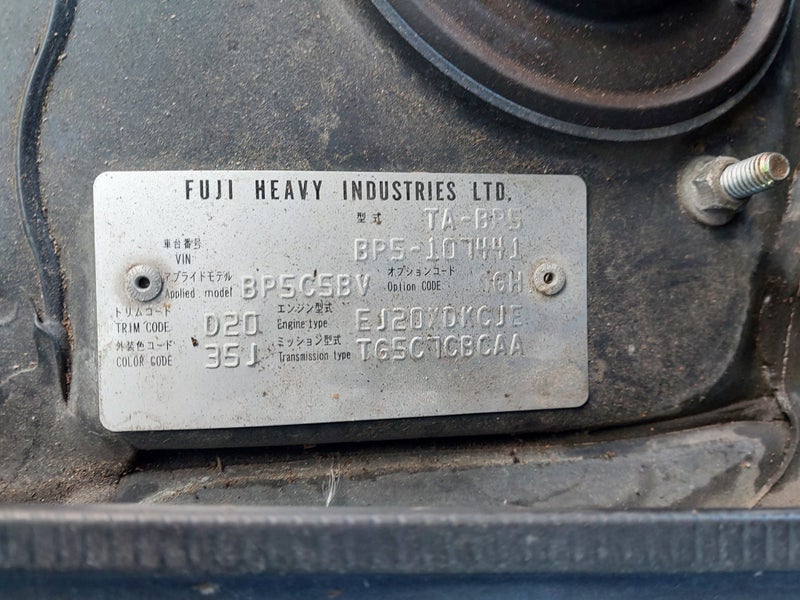 FUJI HEAVY INDUSTRIES LTD.
型式 TA-BP5
車台番号 VIN BP5-107441
アプライドモデル Applied model BP5C5BV オプションコード Option CODE JGH
トリムコード TRIM CODE D20 エンジン型式 Engine type EJ20XDKCJE
外装色コード COLOR CODE 35J ミッション型式 Transmission type TG5C7CBCAA